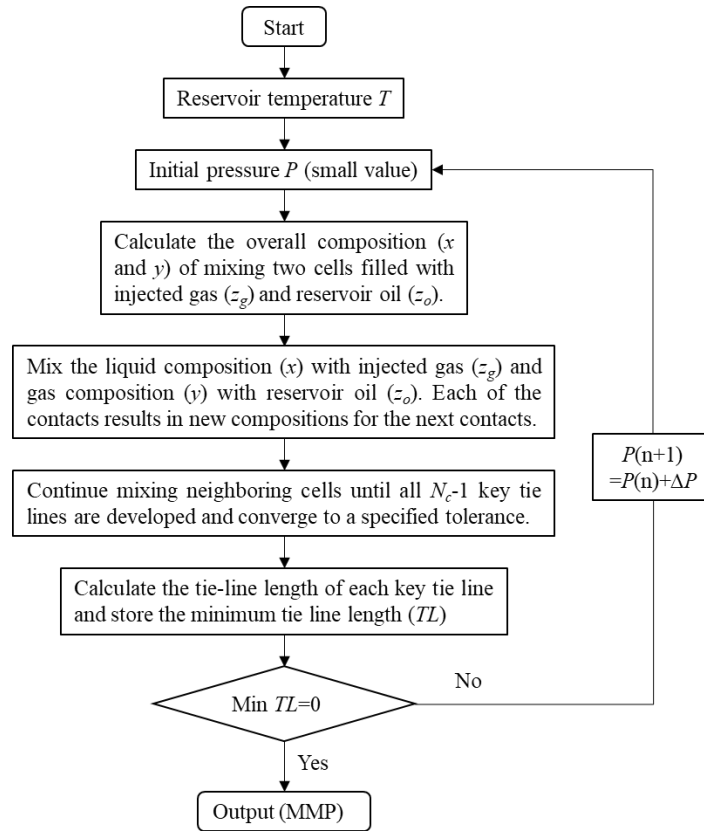 Start
Reservoir temperature T
Initial pressure P (small value)
Calculate the overall composition (x
and y) of mixing two cells filled with
injected gas (zg) and reservoir oil (zo).
Mix the liquid composition (x) with injected gas (zg) and
gas composition (y) with reservoir oil (zo). Each of the
contacts results in new compositions for the next contacts.
P(n+1)
=P(n)+ΔP
Continue mixing neighboring cells until all Nc-1 key tie
lines are developed and converge to a specified tolerance.
Calculate the tie-line length of each key tie line
and store the minimum tie line length (TL)
No
Min TL=0
Yes
Output (MMP)